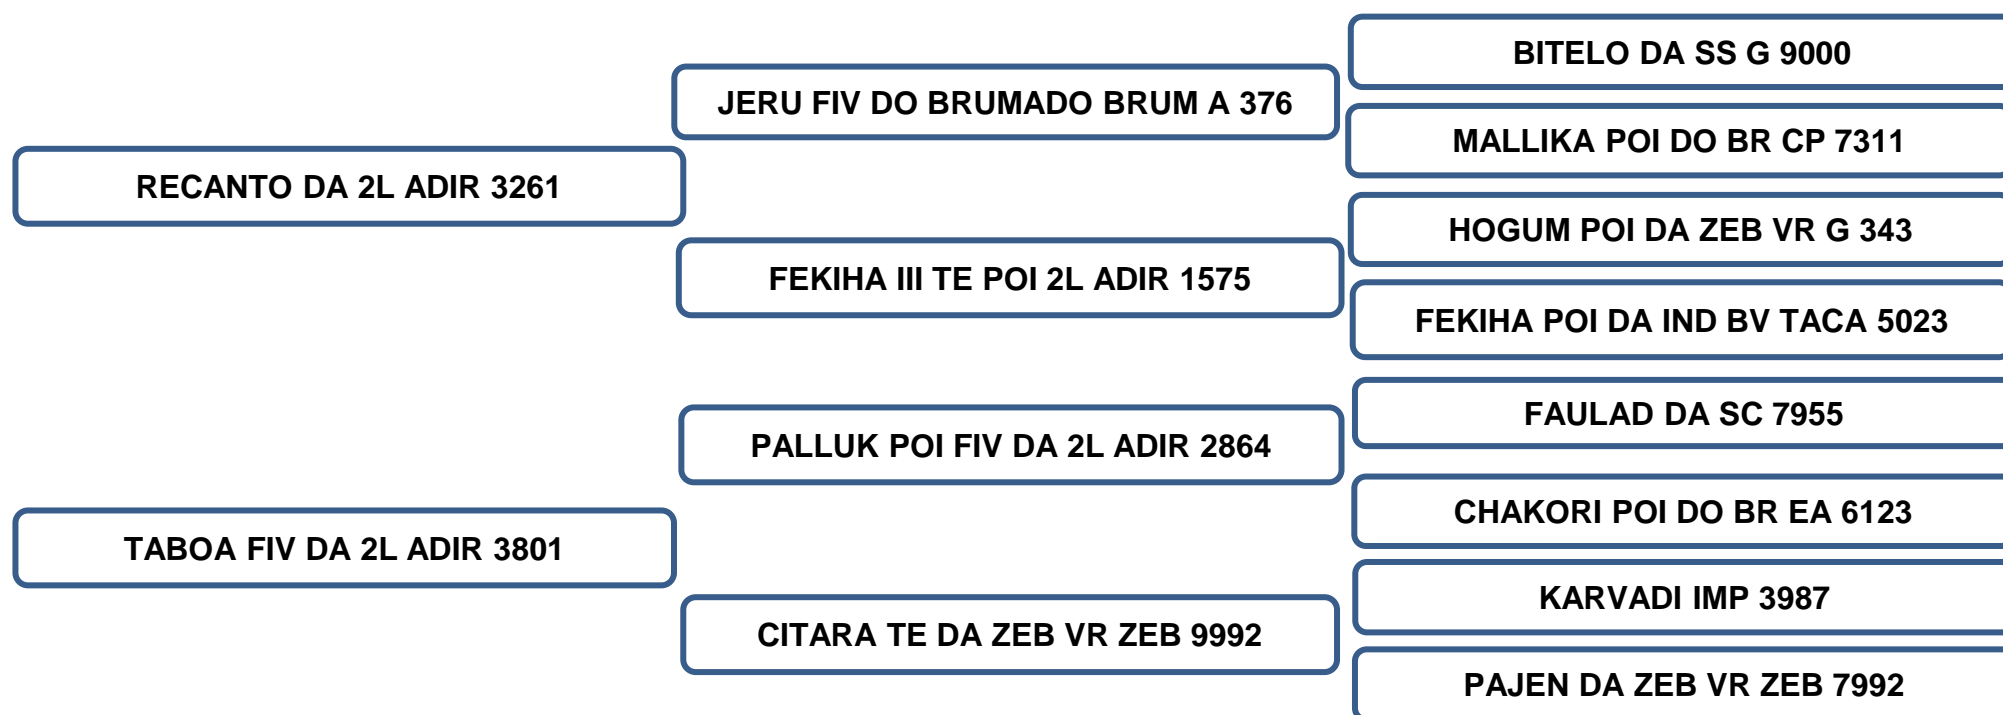 BITELO DA SS G 9000
JERU FIV DO BRUMADO BRUM A 376
MALLIKA POI DO BR CP 7311
RECANTO DA 2L ADIR 3261
HOGUM POI DA ZEB VR G 343
FEKIHA III TE POI 2L ADIR 1575
FEKIHA POI DA IND BV TACA 5023
FAULAD DA SC 7955
PALLUK POI FIV DA 2L ADIR 2864
CHAKORI POI DO BR EA 6123
TABOA FIV DA 2L ADIR 3801
KARVADI IMP 3987
CITARA TE DA ZEB VR ZEB 9992
PAJEN DA ZEB VR ZEB 7992